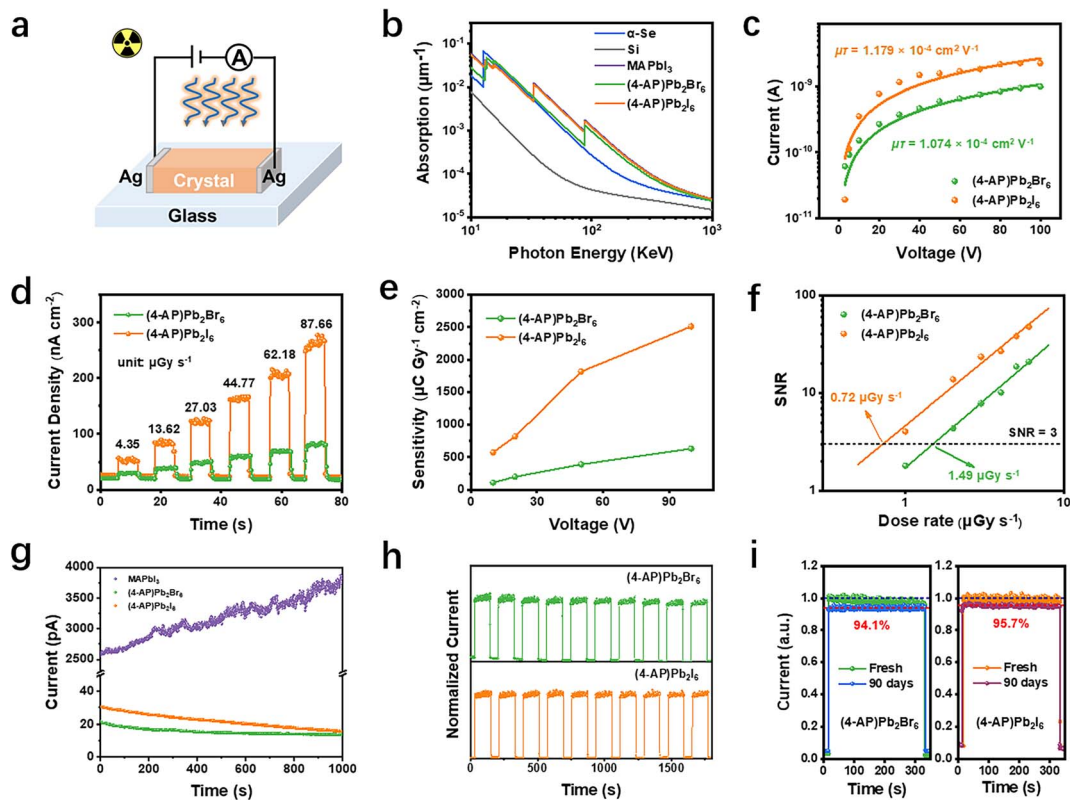 a
A
Ag
Crystal
Ag
Glass
b
Absorption (μm⁻¹)
10⁻¹
10⁻²
10⁻³
10⁻⁴
10⁻⁵
α-Se
Si
MAPbI₃
(4-AP)Pb₂Br₆
(4-AP)Pb₂I₆
10¹ 10² 10³
Photon Energy (KeV)
c
Current (A)
10⁻⁹
10⁻¹⁰
10⁻¹¹
μτ = 1.179 × 10⁻⁴ cm² V⁻¹
μτ = 1.074 × 10⁻⁴ cm² V⁻¹
(4-AP)Pb₂Br₆
(4-AP)Pb₂I₆
0 20 40 60 80 100
Voltage (V)
d
Current Density (nA cm⁻²)
300
200
100
0
(4-AP)Pb₂Br₆
(4-AP)Pb₂I₆
unit: μGy s⁻¹
4.35
13.62
27.03
44.77
62.18
87.66
0 20 40 60 80
Time (s)
e
Sensitivity (μC Gy⁻¹ cm⁻²)
3000
2500
2000
1500
1000
500
0
(4-AP)Pb₂Br₆
(4-AP)Pb₂I₆
0 30 60 90
Voltage (V)
f
SNR
100
10
1
(4-AP)Pb₂Br₆
(4-AP)Pb₂I₆
0.72 μGy s⁻¹
SNR = 3
1.49 μGy s⁻¹
1 10
Dose rate (μGy s⁻¹)
g
Current (pA)
4000
3500
3000
2500
40
20
0
MAPbI₃
(4-AP)Pb₂Br₆
(4-AP)Pb₂I₆
0 200 400 600 800 1000
Time (s)
h
Normalized Current
(4-AP)Pb₂Br₆
(4-AP)Pb₂I₆
0 500 1000 1500
Time (s)
i
Current (a.u.)
1.2
1.0
0.8
0.6
0.4
0.2
0.0
94.1%
Fresh
90 days
(4-AP)Pb₂Br₆
0 100 200 300
Time (s)
1.2
1.0
0.8
0.6
0.4
0.2
0.0
95.7%
Fresh
90 days
(4-AP)Pb₂I₆
0 100 200 300
Time (s)